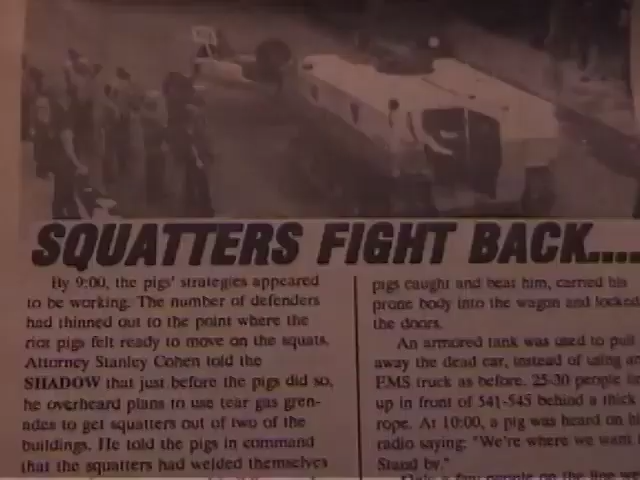 SQUATTERS FIGHT BACK....
By 9:00, the pigs' strategies appeared
to be working. The number of defenders
had thinned out to the point where the
riot pigs felt ready to move on the squats.
Attorney Stanley Cohen told the
SHADOW that just before the pigs did so,
he overheard plans to use tear gas gren-
ades to get squatters out of two of the
buildings. He told the pigs in command
that the squatters had welded themselves
pigs caught and beat him, carried his
prone body into the wagon and locked
the doors.
An armored tank was used to pull
away the dead car, instead of using an
EMS truck as before. 25-30 people
up in front of 541-545 behind a thick
rope. At 10:00, a pig was heard on
radio saying: "We're where we want
Stand by."
Only a few people on the line